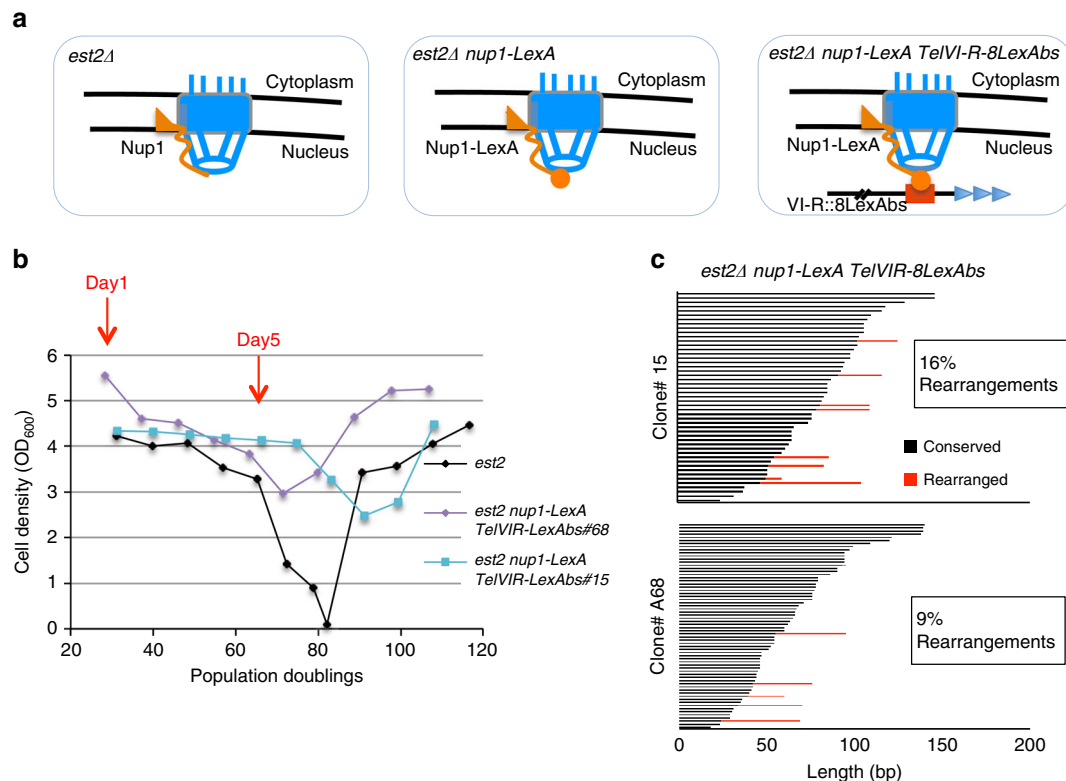 a
est2Δ
Cytoplasm
Nup1
Nucleus
est2Δ nup1-LexA
Cytoplasm
Nup1-LexA
Nucleus
est2Δ nup1-LexA TelVI-R-8LexAbs
Cytoplasm
Nup1-LexA
Nucleus
VI-R::8LexAbs
b
Day1
Day5
Cell density (OD600)
6
5
4
3
2
1
0
20
40
60
80
100
120
Population doublings
est2
est2 nup1-LexA
TelVIR-LexAbs#68
est2 nup1-LexA
TelVIR-LexAbs#15
c
est2Δ nup1-LexA TelVIR-8LexAbs
Clone# 15
16%
Rearrangements
Conserved
Rearranged
Clone# A68
9%
Rearrangements
0
50
100
150
200
Length (bp)